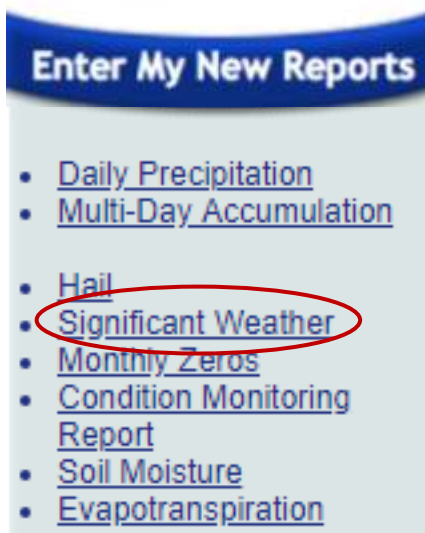 Enter My New Reports
Daily Precipitation
Multi-Day Accumulation
Hail
Significant Weather
Monthly Zeros
Condition Monitoring
Report
Soil Moisture
Evapotranspiration